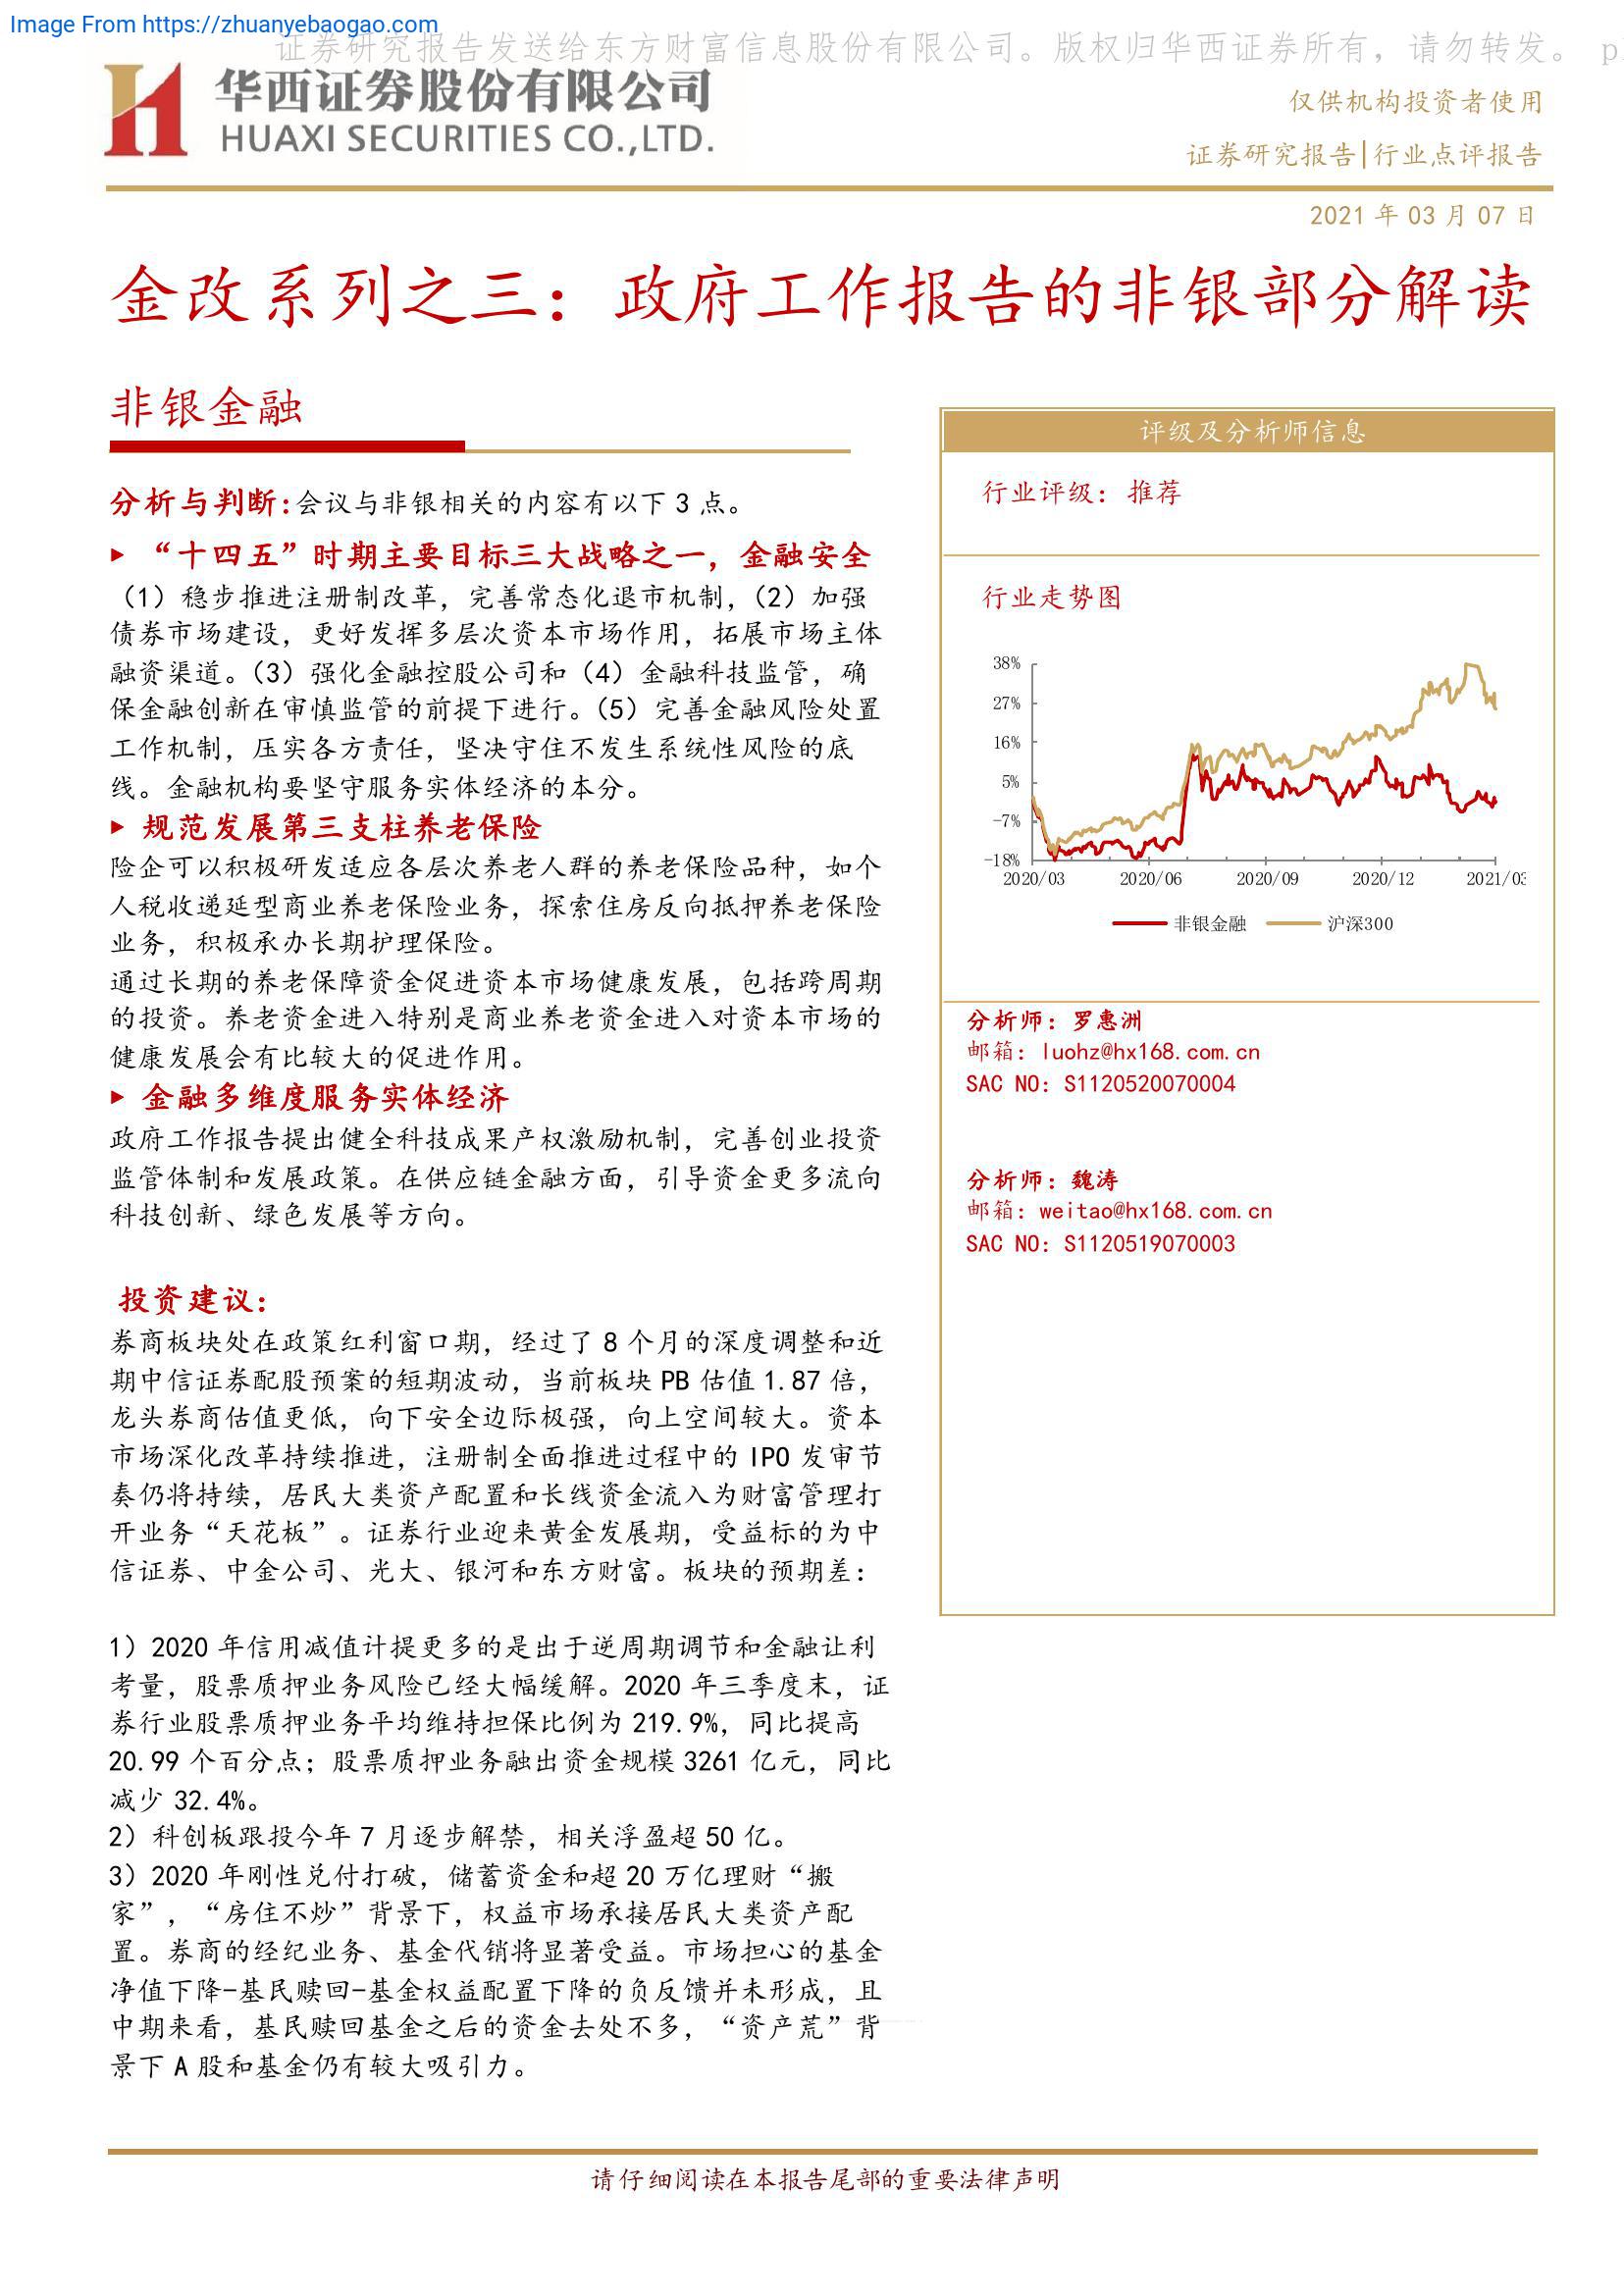 Image From https://zhuanyebaogao.com
证券研究报告发送给东方财富信息股份有限公司。版权归华西证券所有，请勿转发。 p
华西证券股份有限公司
HUAXI SECURITIES CO.,LTD.
仅供机构投资者使用
证券研究报告|行业点评报告
2021 年 03 月 07 日
金改系列之三：政府工作报告的非银部分解读
非银金融
分析与判断:会议与非银相关的内容有以下 3 点。
“十四五”时期主要目标三大战略之一，金融安全
（1）稳步推进注册制改革，完善常态化退市机制，（2）加强
债券市场建设，更好发挥多层次资本市场作用，拓展市场主体
融资渠道。（3）强化金融控股公司和（4）金融科技监管，确
保金融创新在审慎监管的前提下进行。（5）完善金融风险处置
工作机制，压实各方责任，坚决守住不发生系统性风险的底
线。金融机构要坚守服务实体经济的本分。
规范发展第三支柱养老保险
险企可以积极研发适应各层次养老人群的养老保险品种，如个
人税收递延型商业养老保险业务，探索住房反向抵押养老保险
业务，积极承办长期护理保险。
通过长期的养老保障资金促进资本市场健康发展，包括跨周期
的投资。养老资金进入特别是商业养老资金进入对资本市场的
健康发展会有比较大的促进作用。
金融多维度服务实体经济
政府工作报告提出健全科技成果产权激励机制，完善创业投资
监管体制和发展政策。在供应链金融方面，引导资金更多流向
科技创新、绿色发展等方向。
投资建议：
券商板块处在政策红利窗口期，经过了 8 个月的深度调整和近
期中信证券配股预案的短期波动，当前板块 PB 估值 1.87 倍，
龙头券商估值更低，向下安全边际极强，向上空间较大。资本
市场深化改革持续推进，注册制全面推进过程中的 IPO 发审节
奏仍将持续，居民大类资产配置和长线资金流入为财富管理打
开业务“天花板”。证券行业迎来黄金发展期，受益标的为中
信证券、中金公司、光大、银河和东方财富。板块的预期差：
1）2020 年信用减值计提更多的是出于逆周期调节和金融让利
考量，股票质押业务风险已经大幅缓解。2020 年三季度末，证
券行业股票质押业务平均维持担保比例为 219.9%，同比提高
20.99 个百分点；股票质押业务融出资金规模 3261 亿元，同比
减少 32.4%。
2）科创板跟投今年 7 月逐步解禁，相关浮盈超 50 亿。
3）2020 年刚性兑付打破，储蓄资金和超 20 万亿理财“搬
家”，“房住不炒”背景下，权益市场承接居民大类资产配
置。券商的经纪业务、基金代销将显著受益。市场担心的基金
净值下降-基民赎回-基金权益配置下降的负反馈并未形成，且
中期来看，基民赎回基金之后的资金去处不多，“资产荒”背
景下 A 股和基金仍有较大吸引力。
评级及分析师信息
行业评级：推荐
行业走势图
38%
27%
16%
5%
-7%
-18%
2020/03 2020/06 2020/09 2020/12 2021/03
非银金融 沪深300
分析师：罗惠洲
邮箱：luohz@hx168.com.cn
SAC NO：S1120520070004
分析师：魏涛
邮箱：weitao@hx168.com.cn
SAC NO：S1120519070003
请仔细阅读在本报告尾部的重要法律声明